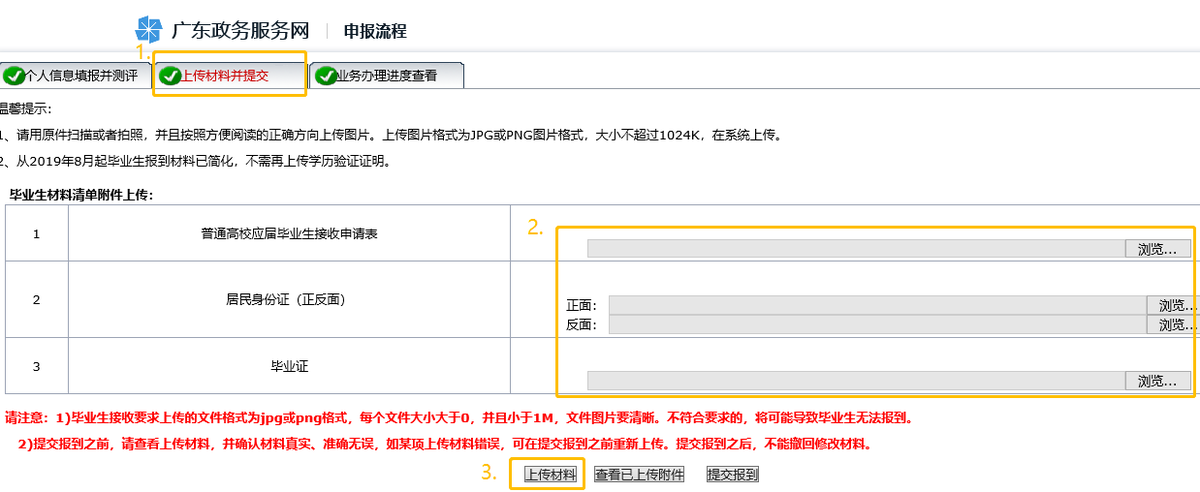 广东政务服务网 申报流程
1.
个人信息填报并测评 上传材料并提交 业务办理进度查看
温馨提示：
1、请用原件扫描或者拍照，并且按照方便阅读的正确方向上传图片。上传图片格式为JPG或PNG图片格式，大小不超过1024K，在系统上传。
2、从2019年8月起毕业生报到材料已简化，不需再上传学历验证证明。
毕业生材料清单附件上传：
2.
1 普通高校应届毕业生接收申请表 浏览...
2 居民身份证（正反面） 正面： 浏览...
反面： 浏览...
3 毕业证 浏览...
请注意：1)毕业生接收要求上传的文件格式为jpg或png格式，每个文件大小大于0，并且小于1M，文件图片要清晰。不符合要求的，将可能导致毕业生无法报到。
2)提交报到之前，请查看上传材料，并确认材料真实、准确无误，如某项上传材料错误，可在提交报到之前重新上传。提交报到之后，不能撤回修改材料。
3. 上传材料 查看已上传附件 提交报到